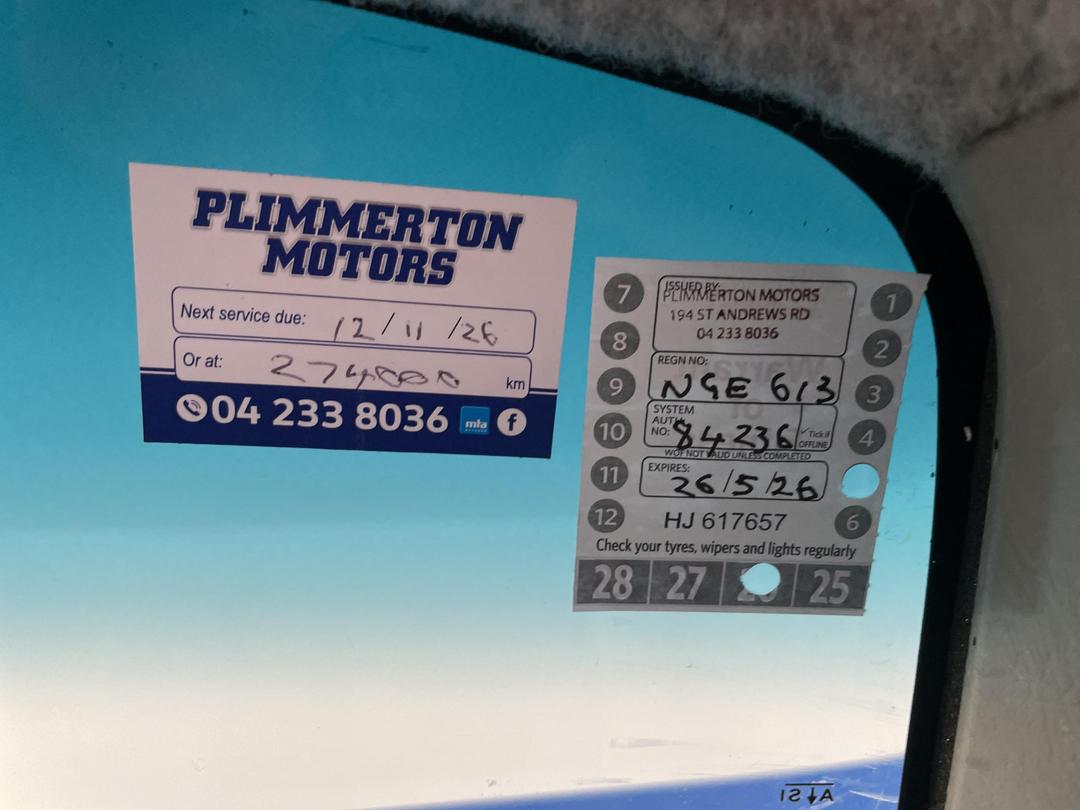 PLIMMERTON
MOTORS
Next service due: 12/11/26
Or at: 274000 km
04 233 8036 mta f
7
8
9
10
11
12
ISSUED BY:
PLIMMERTON MOTORS
194 ST ANDREWS RD
04 233 8036
REGN NO:
NGE 613
SYSTEM
AUTH
NO: 84236 ✓Tick if
OFFLINE
WOF NOT VALID UNLESS COMPLETED
EXPIRES:
26/5/26
HJ 617657
1
2
3
4
6
Check your tyres, wipers and lights regularly
28 27 26 25